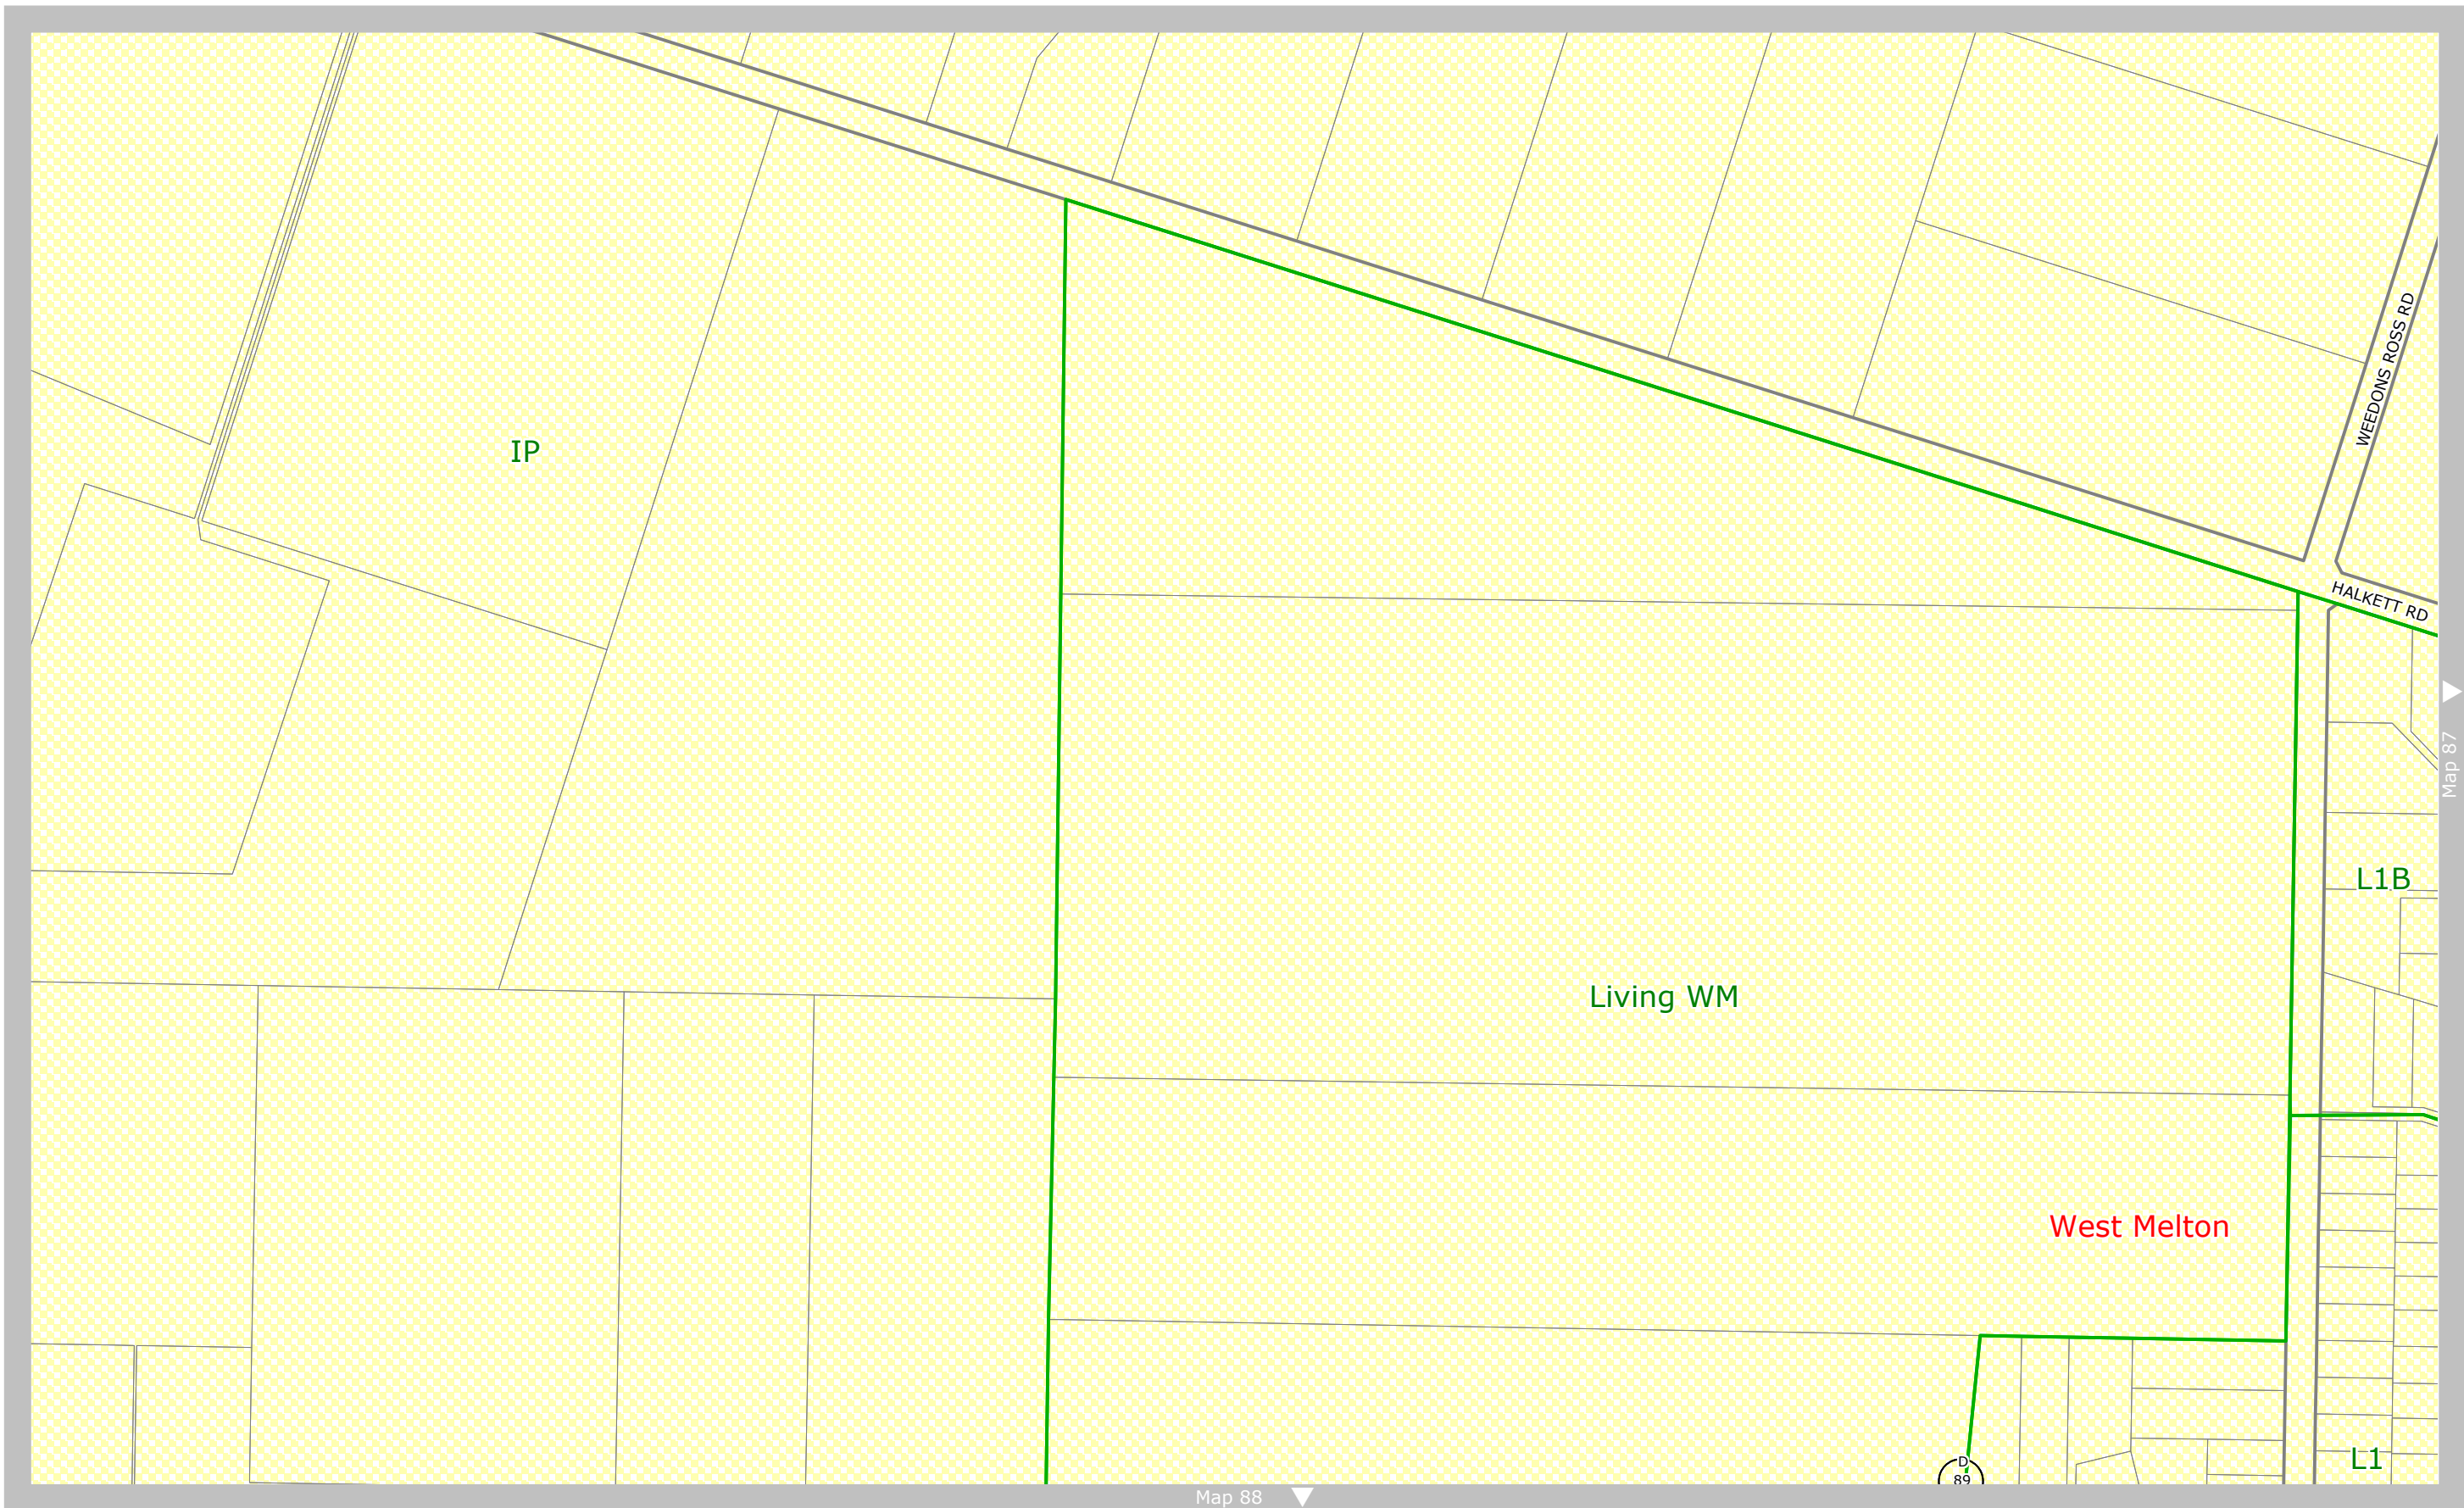 WEEDONS ROSS RD
IP
HALKETT RD
Map 87
L1B
Living WM
West Melton
L1
D
89
Map 88